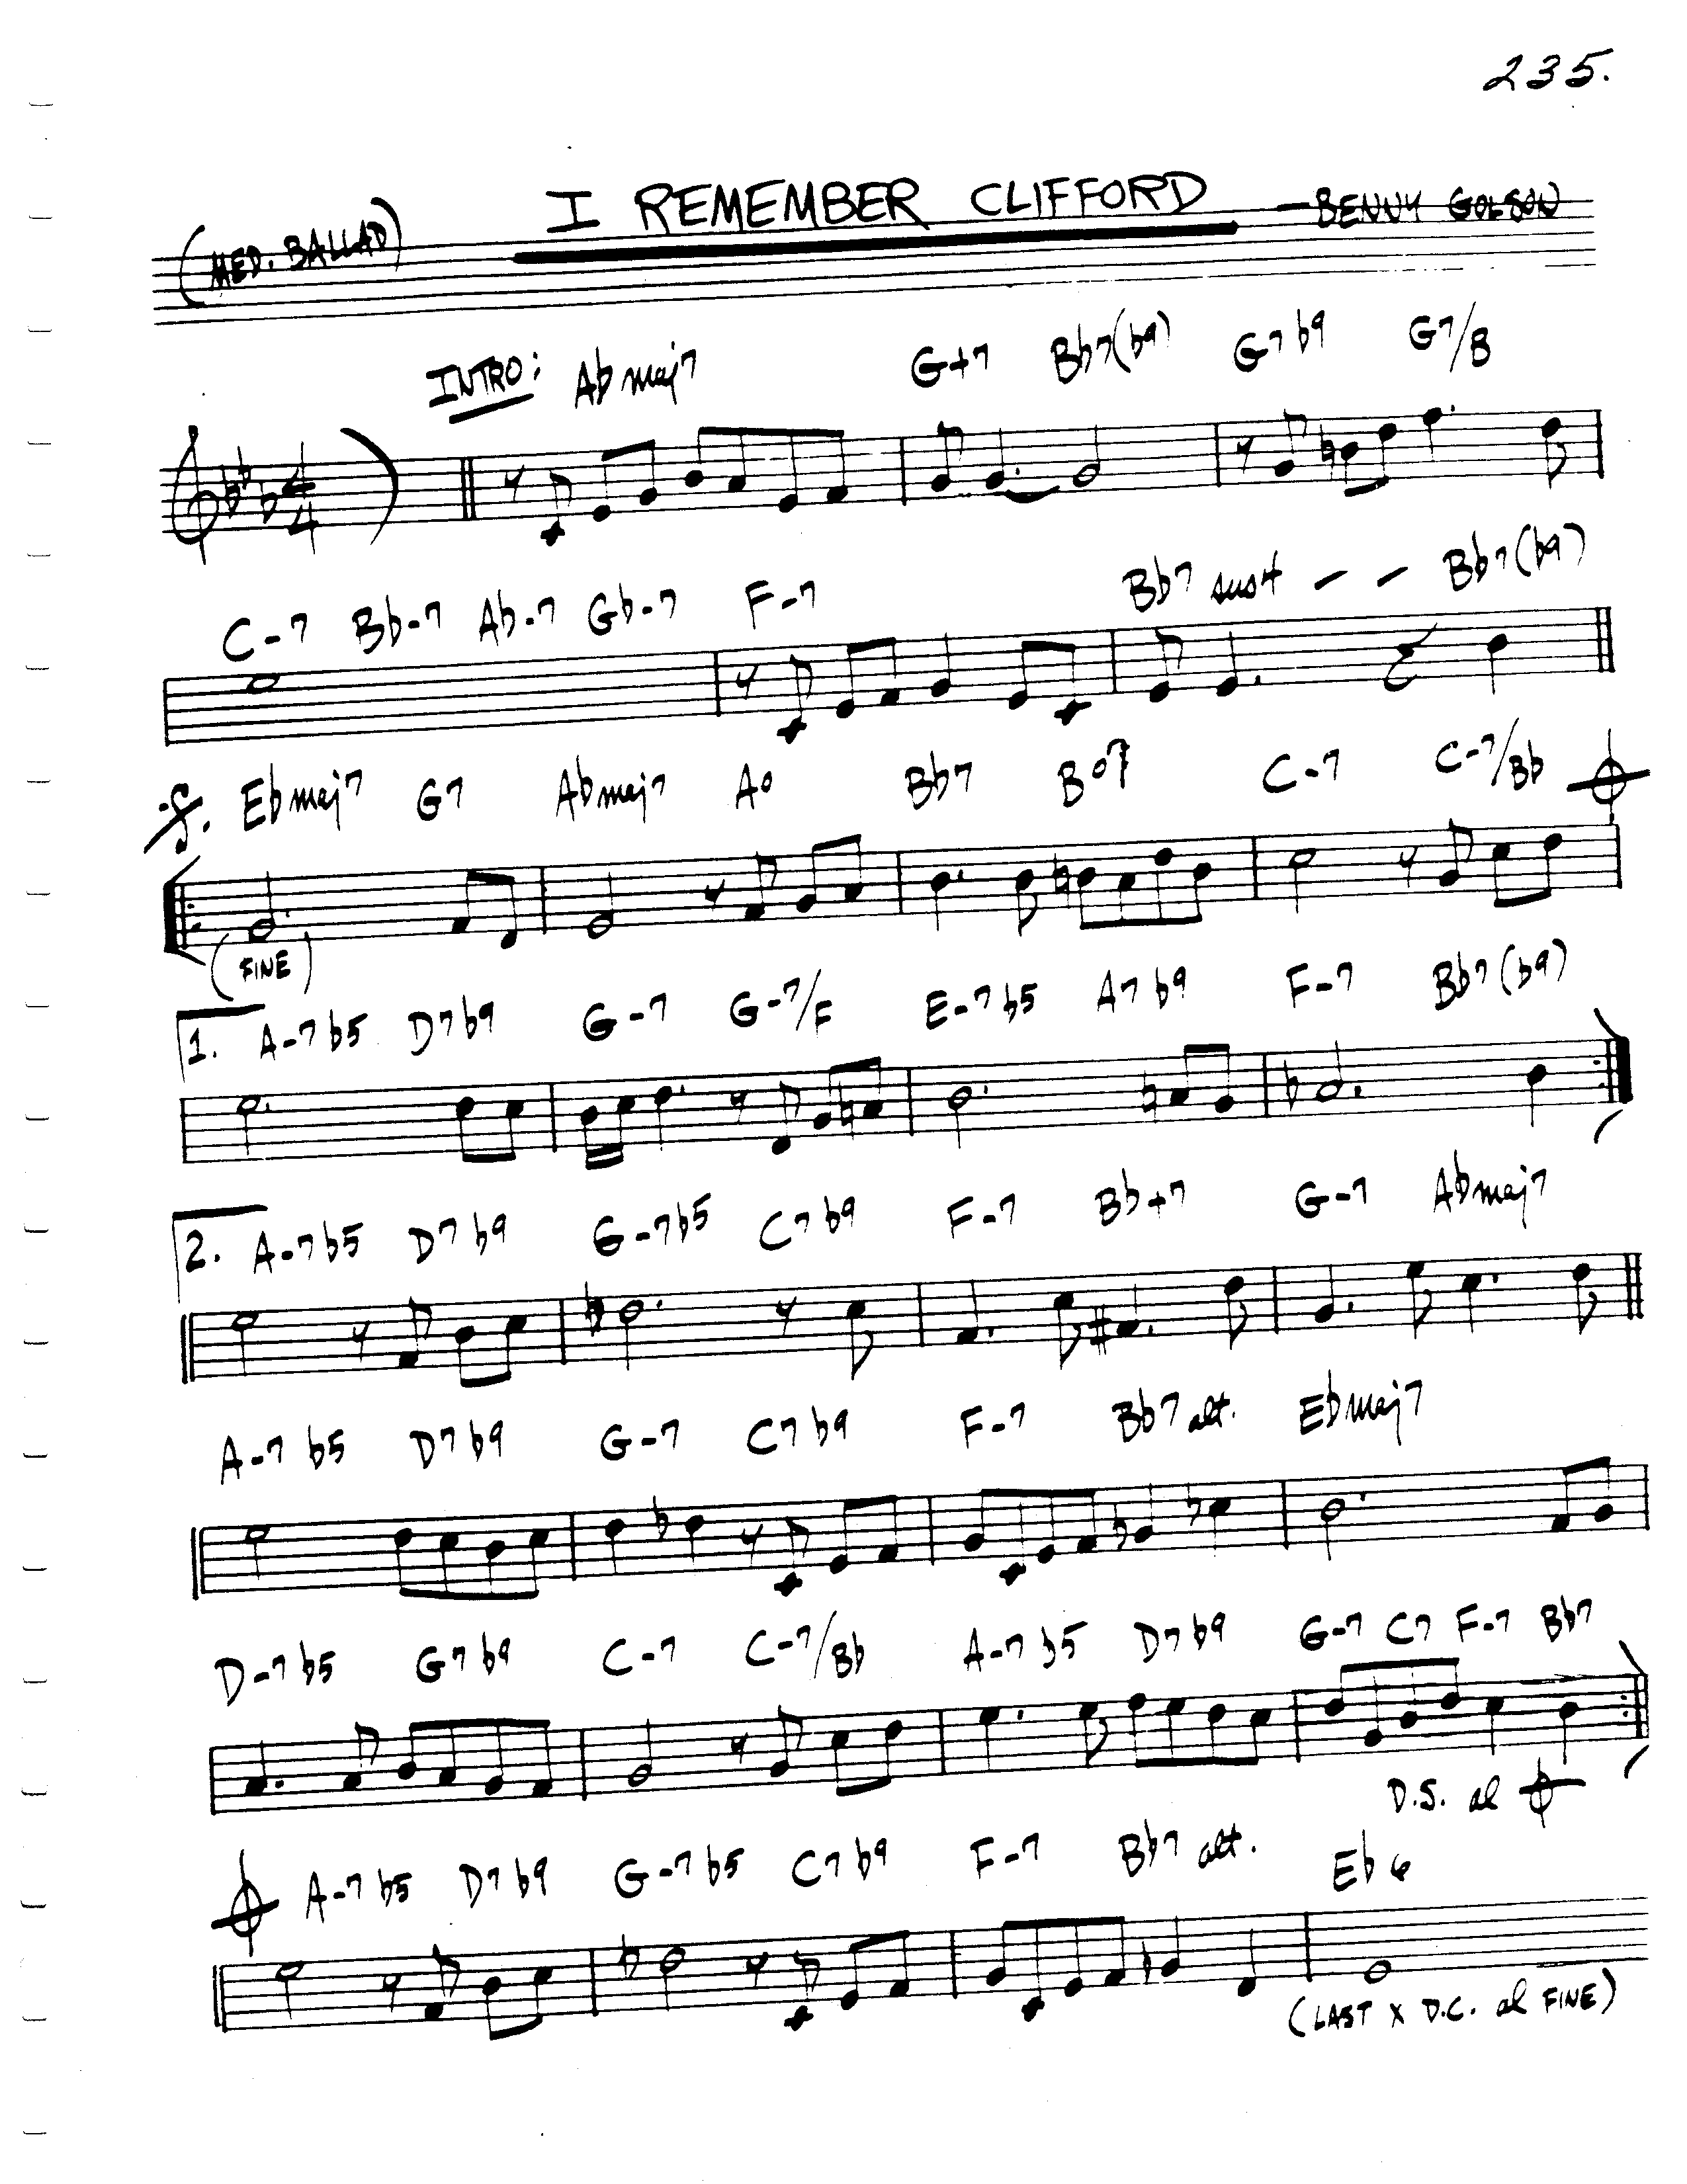 235.
I REMEMBER CLIFFORD – BENNY GOLSON
(MED. BALLAD)
INTRO: Ab maj7 G+7 Bb7(b9) G7 b9 G7/B
4
4
C-7 Bb-7 Ab-7 Gb-7 F-7 Bb7 sus4 – – Bb7(b9)
Eb maj7 G7 Ab maj7 Ao Bb7 Bo7 C-7 C-7/Bb
(FINE)
1. A-7 b5 D7 b9 G-7 G-7/F E-7 b5 A7 b9 F-7 Bb7(b9)
2. A-7 b5 D7 b9 G-7 b5 C7 b9 F-7 Bb+7 G-7 Ab maj7
A-7 b5 D7 b9 G-7 C7 b9 F-7 Bb7 alt. Eb maj7
D-7 b5 G7 b9 C-7 C-7/Bb A-7 b5 D7 b9 G-7 C7 F-7 Bb7
D.S. al
A-7 b5 D7 b9 G-7 b5 C7 b9 F-7 Bb7 alt. Eb6
(LAST X D.C. al FINE)